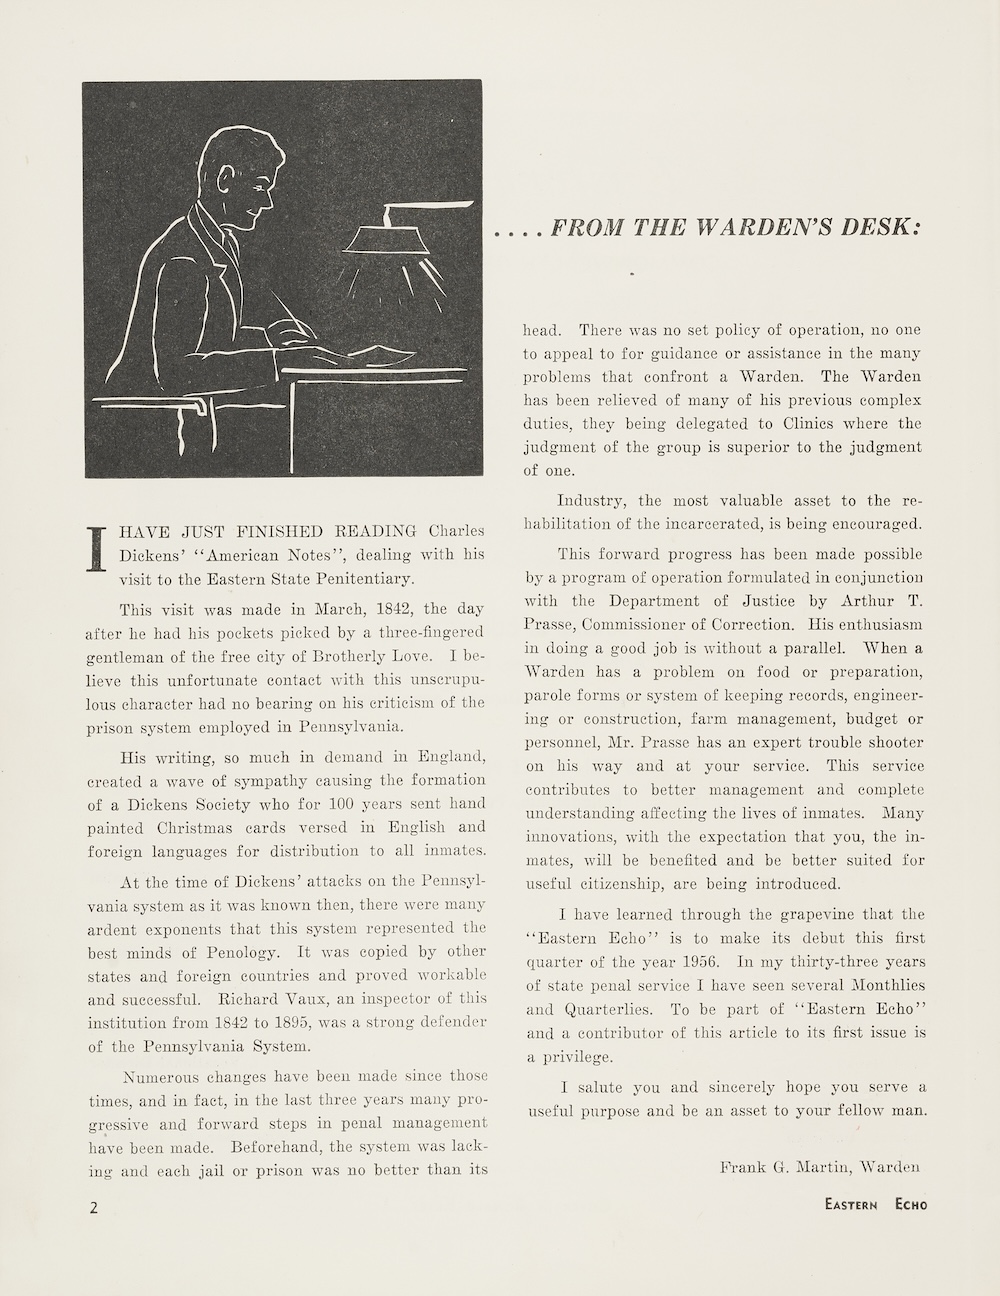 .... FROM THE WARDEN'S DESK:
I HAVE JUST FINISHED READING Charles
Dickens' "American Notes", dealing with his
visit to the Eastern State Penitentiary.
This visit was made in March, 1842, the day
after he had his pockets picked by a three-fingered
gentleman of the free city of Brotherly Love. I be-
lieve this unfortunate contact with this unscrupu-
lous character had no bearing on his criticism of the
prison system employed in Pennsylvania.
His writing, so much in demand in England,
created a wave of sympathy causing the formation
of a Dickens Society who for 100 years sent hand
painted Christmas cards versed in English and
foreign languages for distribution to all inmates.
At the time of Dickens' attacks on the Pennsyl-
vania system as it was known then, there were many
ardent exponents that this system represented the
best minds of Penology. It was copied by other
states and foreign countries and proved workable
and successful. Richard Vaux, an inspector of this
institution from 1842 to 1895, was a strong defender
of the Pennsylvania System.
Numerous changes have been made since those
times, and in fact, in the last three years many pro-
gressive and forward steps in penal management
have been made. Beforehand, the system was lack-
ing and each jail or prison was no better than its
head. There was no set policy of operation, no one
to appeal to for guidance or assistance in the many
problems that confront a Warden. The Warden
has been relieved of many of his previous complex
duties, they being delegated to Clinics where the
judgment of the group is superior to the judgment
of one.
Industry, the most valuable asset to the re-
habilitation of the incarcerated, is being encouraged.
This forward progress has been made possible
by a program of operation formulated in conjunction
with the Department of Justice by Arthur T.
Prasse, Commissioner of Correction. His enthusiasm
in doing a good job is without a parallel. When a
Warden has a problem on food or preparation,
parole forms or system of keeping records, engineer-
ing or construction, farm management, budget or
personnel, Mr. Prasse has an expert trouble shooter
on his way and at your service. This service
contributes to better management and complete
understanding affecting the lives of inmates. Many
innovations, with the expectation that you, the in-
mates, will be benefited and be better suited for
useful citizenship, are being introduced.
I have learned through the grapevine that the
"Eastern Echo" is to make its debut this first
quarter of the year 1956. In my thirty-three years
of state penal service I have seen several Monthlies
and Quarterlies. To be part of "Eastern Echo"
and a contributor of this article to its first issue is
a privilege.
I salute you and sincerely hope you serve a
useful purpose and be an asset to your fellow man.
Frank G. Martin, Warden
2
EASTERN ECHO